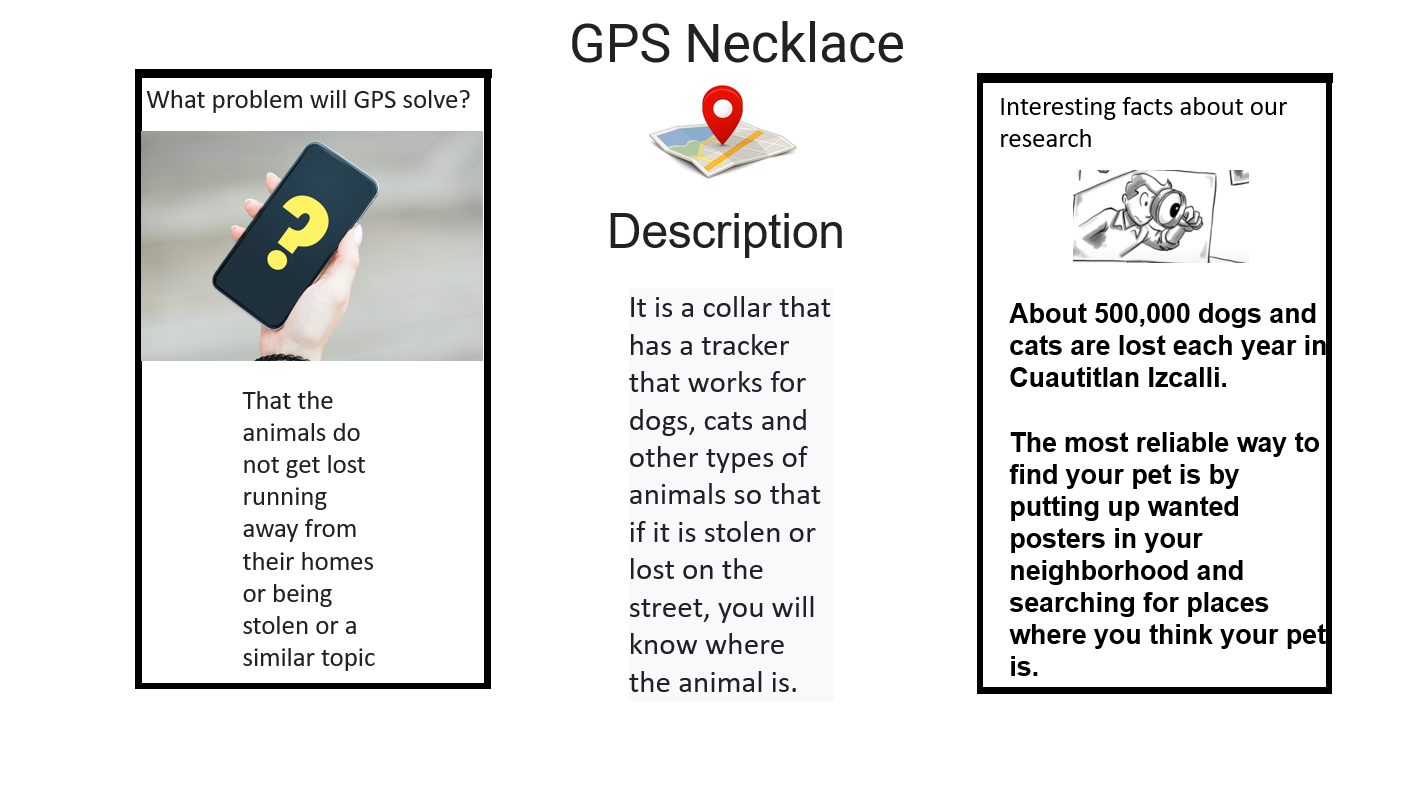 GPS Necklace
What problem will GPS solve?
?
That the
animals do
not get lost
running
away from
their homes
or being
stolen or a
similar topic
Description
It is a collar that
has a tracker
that works for
dogs, cats and
other types of
animals so that
if it is stolen or
lost on the
street, you will
know where
the animal is.
Interesting facts about our
research
About 500,000 dogs and
cats are lost each year in
Cuautitlan Izcalli.
The most reliable way to
find your pet is by
putting up wanted
posters in your
neighborhood and
searching for places
where you think your pet
is.